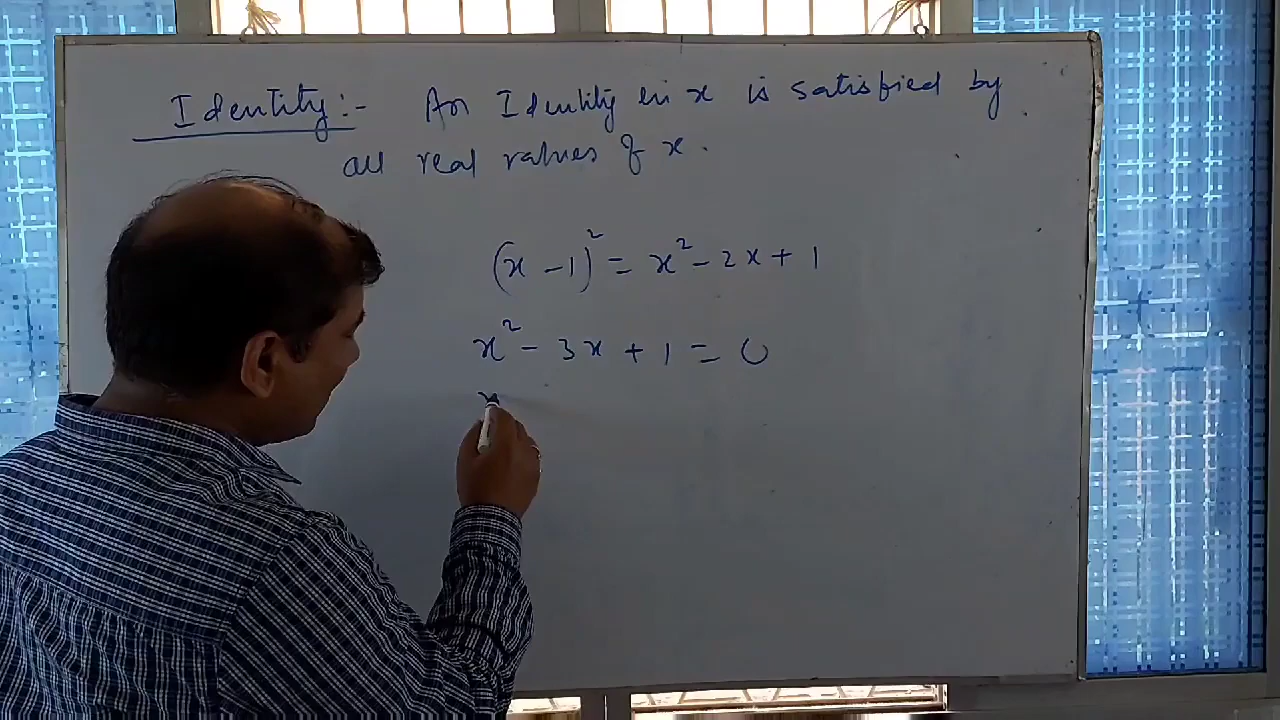 Identity:- An Identity in x is satisfied by
all real values of x.
(x - 1)² = x² - 2x + 1
x² - 3x + 1 = 0
x